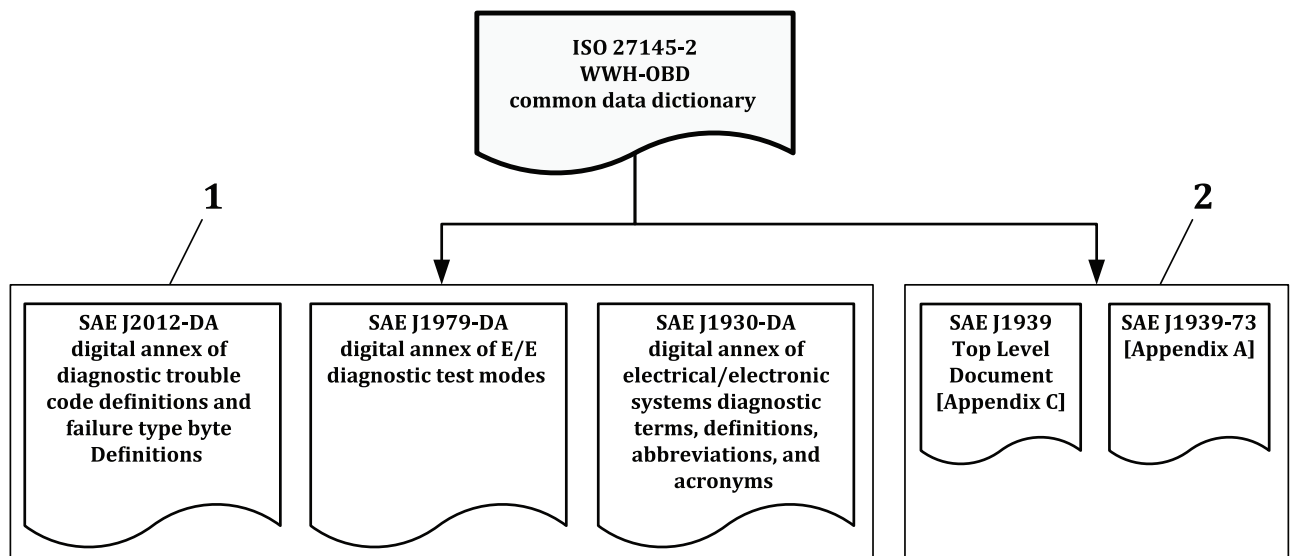 ISO 27145-2
WWH-OBD
common data dictionary
1
2
SAE J2012-DA
digital annex of
diagnostic trouble
code definitions and
failure type byte
Definitions
SAE J1979-DA
digital annex of E/E
diagnostic test modes
SAE J1930-DA
digital annex of
electrical/electronic
systems diagnostic
terms, definitions,
abbreviations, and
acronyms
SAE J1939
Top Level
Document
[Appendix C]
SAE J1939-73
[Appendix A]